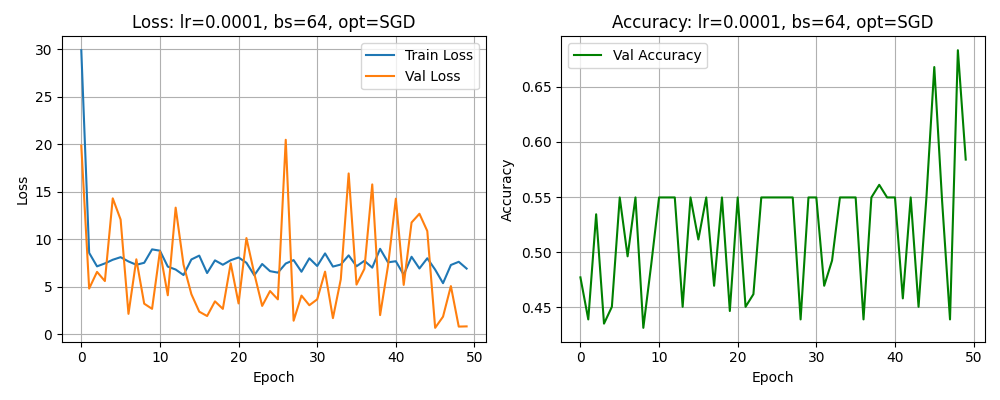 Loss: lr=0.0001, bs=64, opt=SGD
30
25
20
15
10
5
0
Loss
Train Loss
Val Loss
0 10 20 30 40 50
Epoch
Accuracy: lr=0.0001, bs=64, opt=SGD
Val Accuracy
0.65
0.60
0.55
0.50
0.45
Accuracy
0 10 20 30 40 50
Epoch